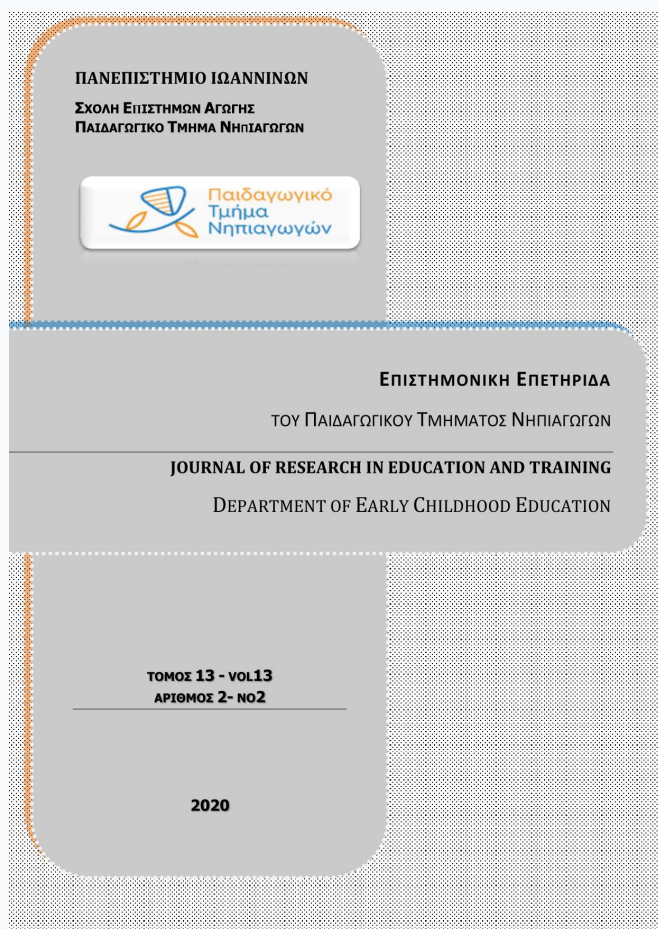 ΠΑΝΕΠΙΣΤΗΜΙΟ ΙΩΑΝΝΙΝΩΝ
ΣΧΟΛΗ ΕΠΙΣΤΗΜΩΝ ΑΓΩΓΗΣ
ΠΑΙΔΑΓΩΓΙΚΟ ΤΜΗΜΑ ΝΗΠΙΑΓΩΓΩΝ
Παιδαγωγικό
Τμήμα
Νηπιαγωγών
ΕΠΙΣΤΗΜΟΝΙΚΗ ΕΠΕΤΗΡΙΔΑ
ΤΟΥ ΠΑΙΔΑΓΩΓΙΚΟΥ ΤΜΗΜΑΤΟΣ ΝΗΠΙΑΓΩΓΩΝ
JOURNAL OF RESEARCH IN EDUCATION AND TRAINING
DEPARTMENT OF EARLY CHILDHOOD EDUCATION
ΤΟΜΟΣ 13 - VOL13
ΑΡΙΘΜΟΣ 2- NO2
2020